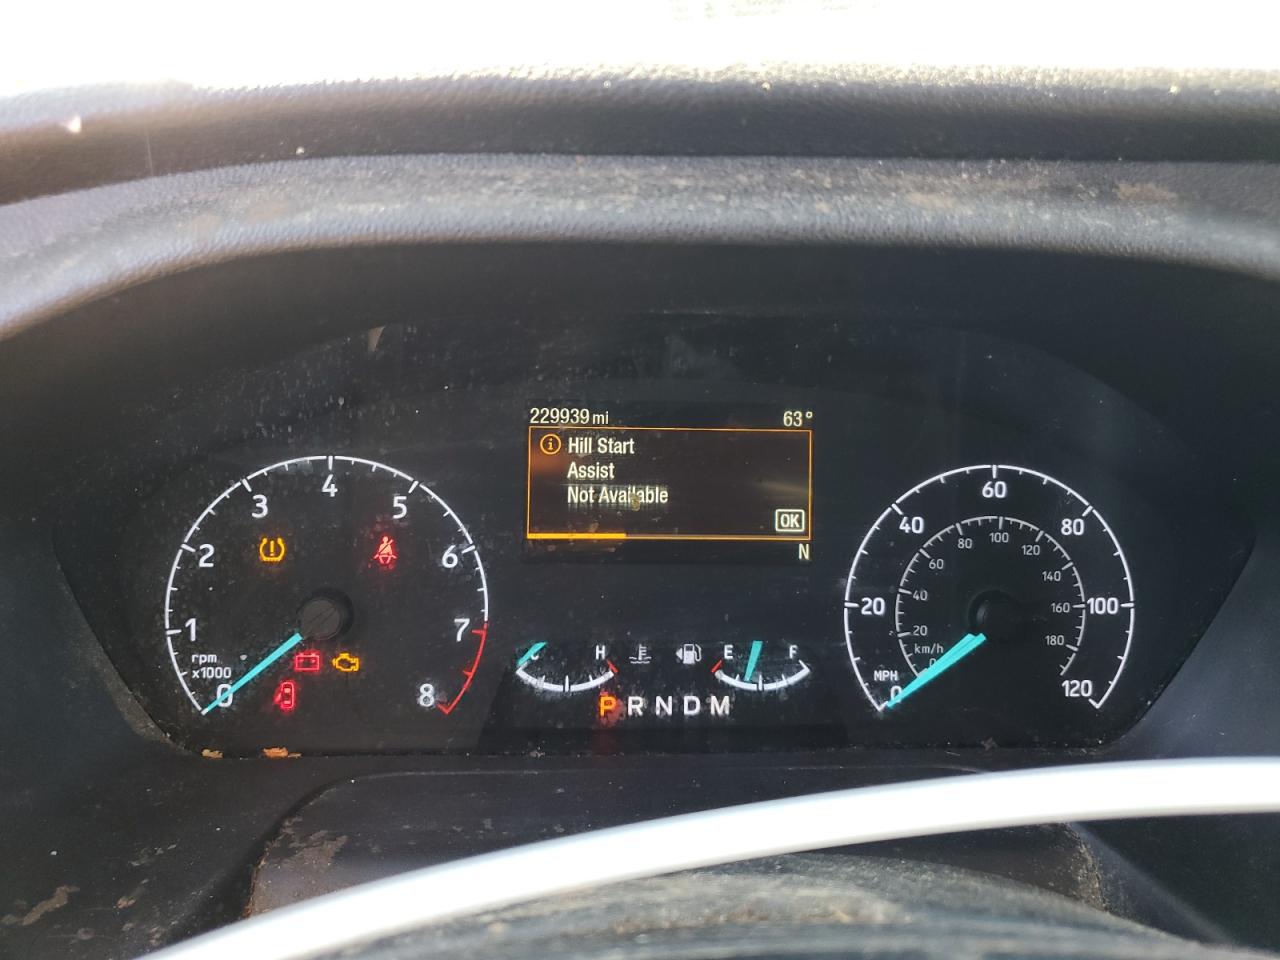 229939 mi 63°
Hill Start
Assist
Not Available
OK
N
0 1 2 3 4 5 6 7 8
rpm
x1000
C H
E F
P R N D M
0 20 40 60 80 100 120
MPH
0 20 40 60 80 100 120 140 160 180
km/h